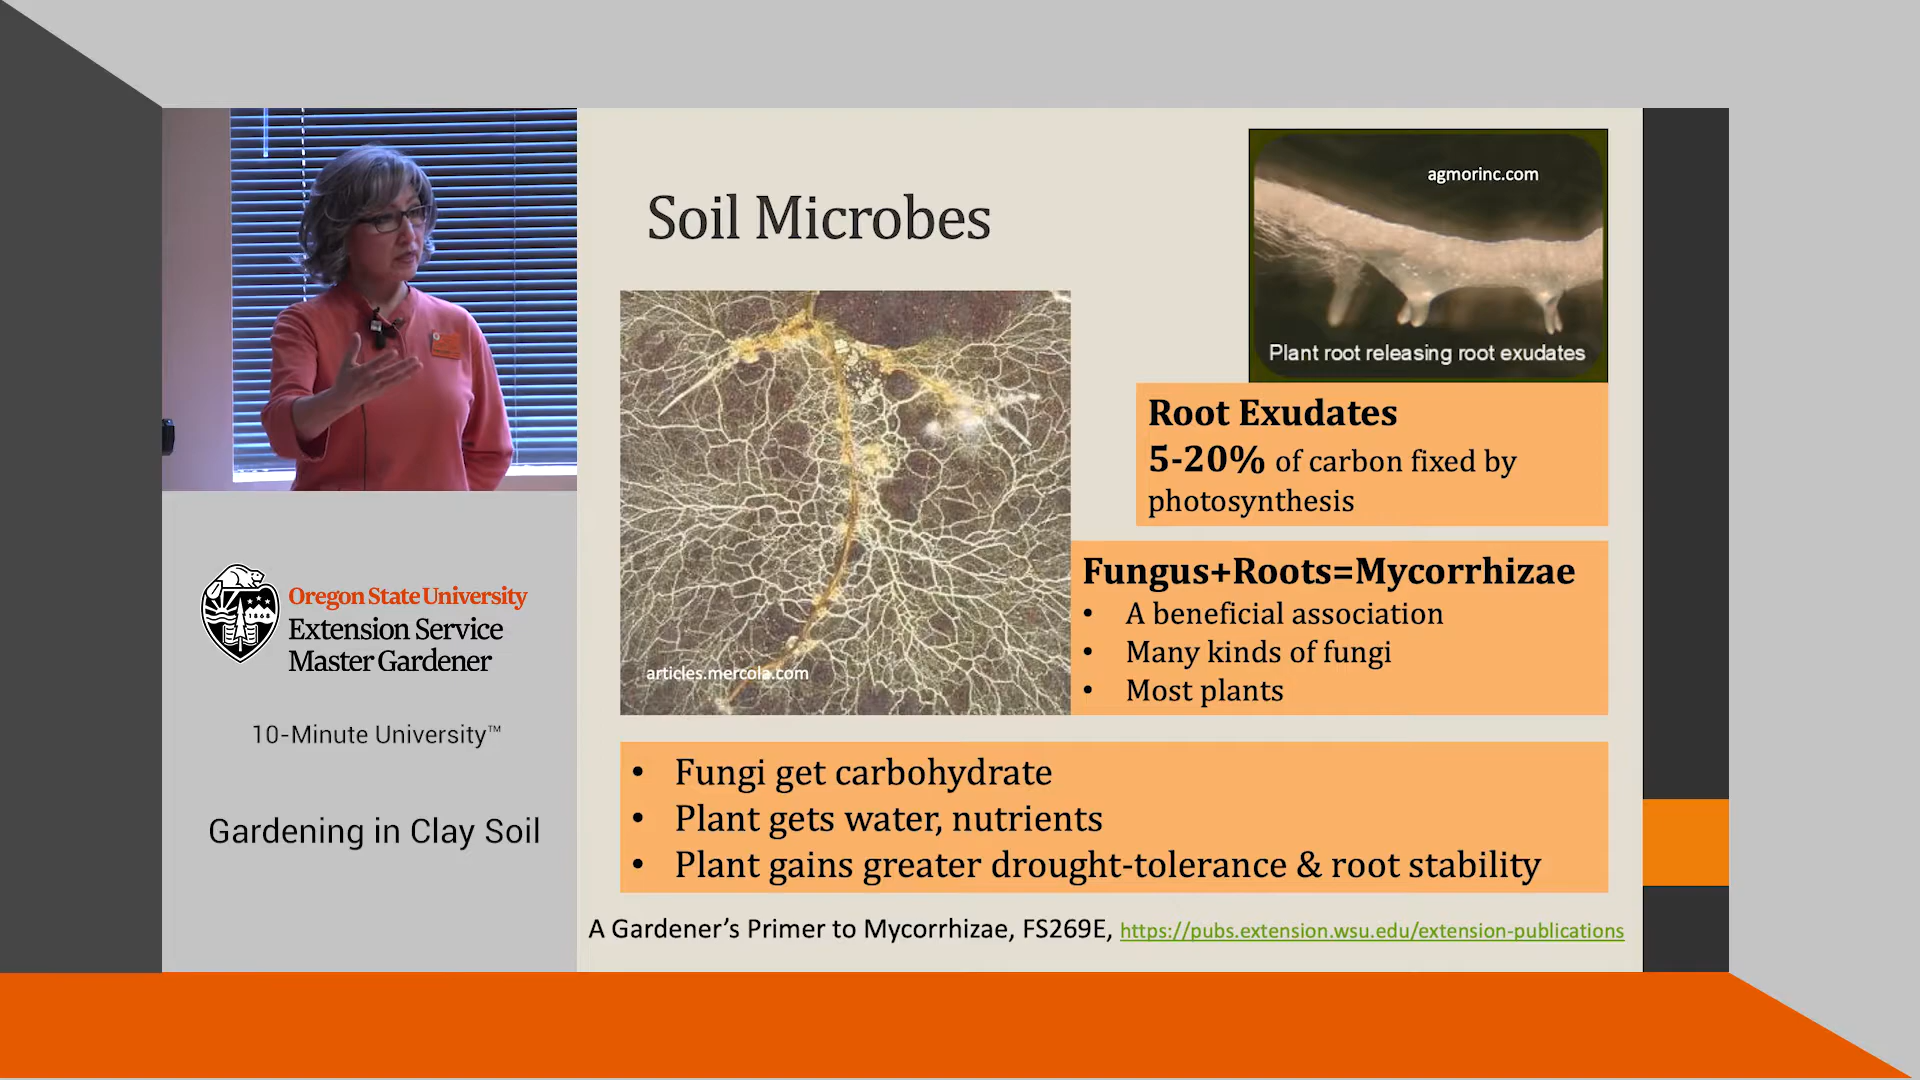 Soil Microbes
agmorinc.com
Plant root releasing root exudates
Root Exudates
5-20% of carbon fixed by
photosynthesis
Fungus+Roots=Mycorrhizae
• A beneficial association
• Many kinds of fungi
• Most plants
articles.mercola.com
• Fungi get carbohydrate
• Plant gets water, nutrients
• Plant gains greater drought-tolerance & root stability
A Gardener’s Primer to Mycorrhizae, FS269E, https://pubs.extension.wsu.edu/extension-publications
Oregon State University
Extension Service
Master Gardener
10-Minute University™
Gardening in Clay Soil